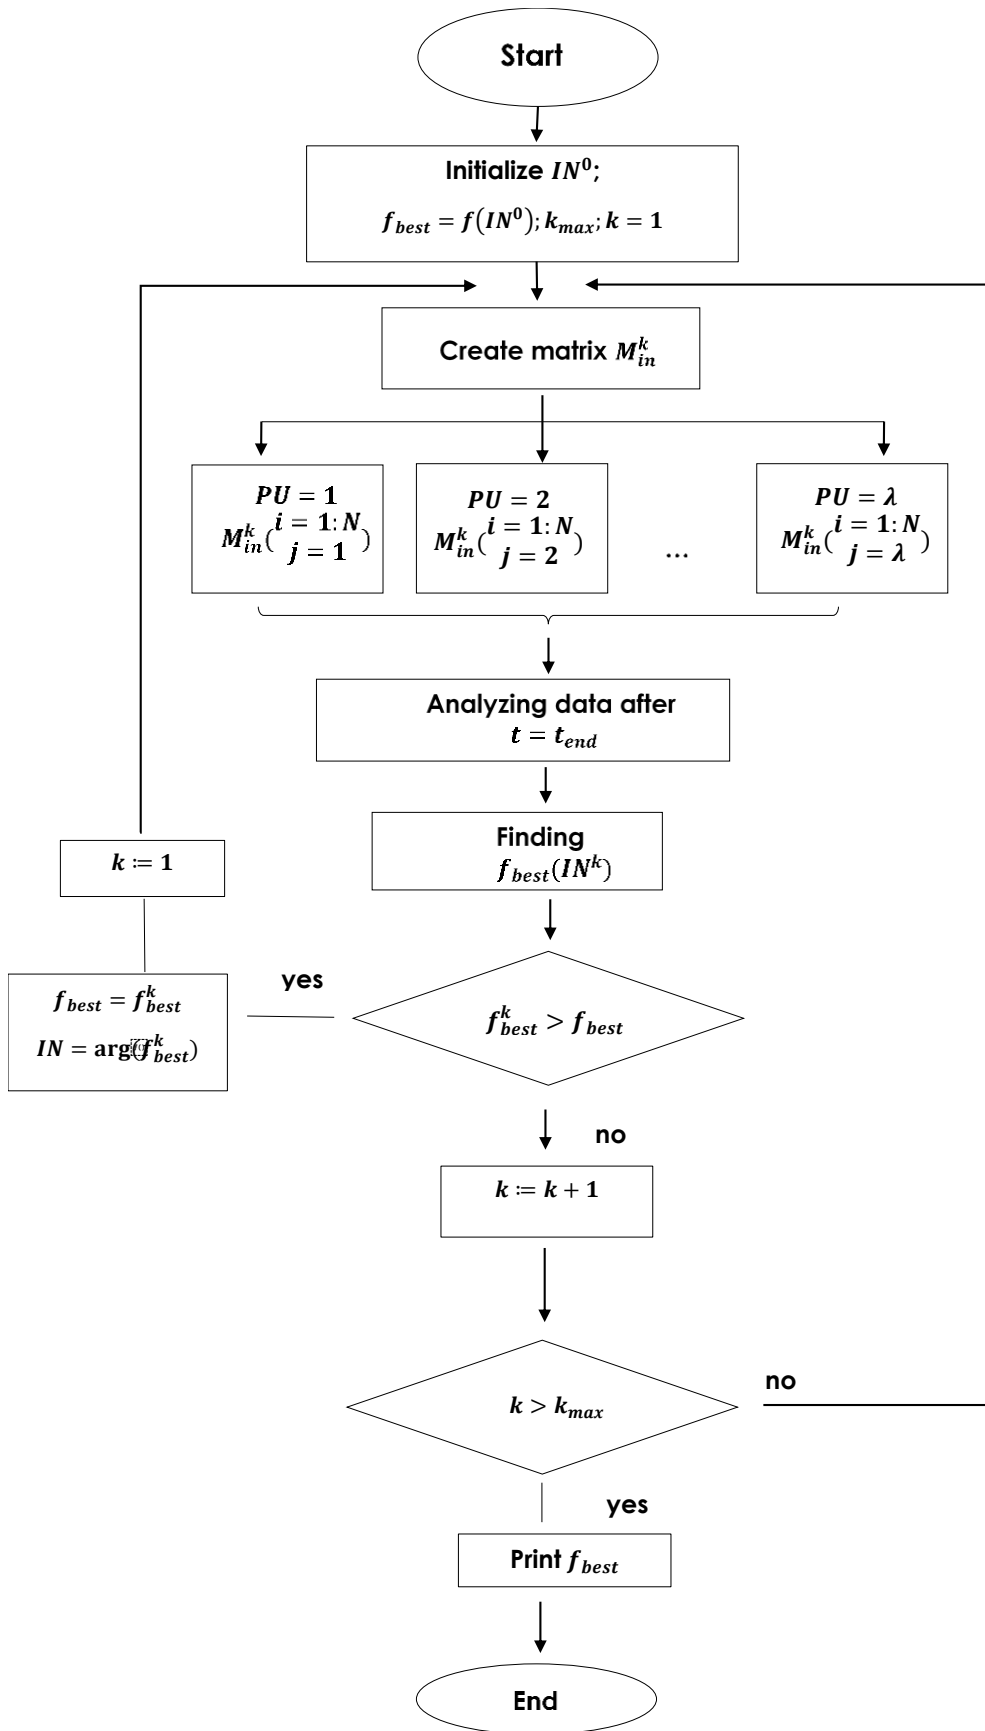 Start
Initialize IN⁰;
f_best = f(IN⁰); k_max; k = 1
Create matrix M_in^k
PU = 1
M_in^k(i = 1: N
j = 1)
PU = 2
M_in^k(i = 1: N
j = 2)
...
PU = λ
M_in^k(i = 1: N
j = λ)
Analyzing data after
t = t_end
Finding
f_best(IN^k)
k := 1
yes
f_best^k > f_best
f_best = f_best^k
IN = arg(f_best^k)
no
k := k + 1
k > k_max
no
yes
Print f_best
End